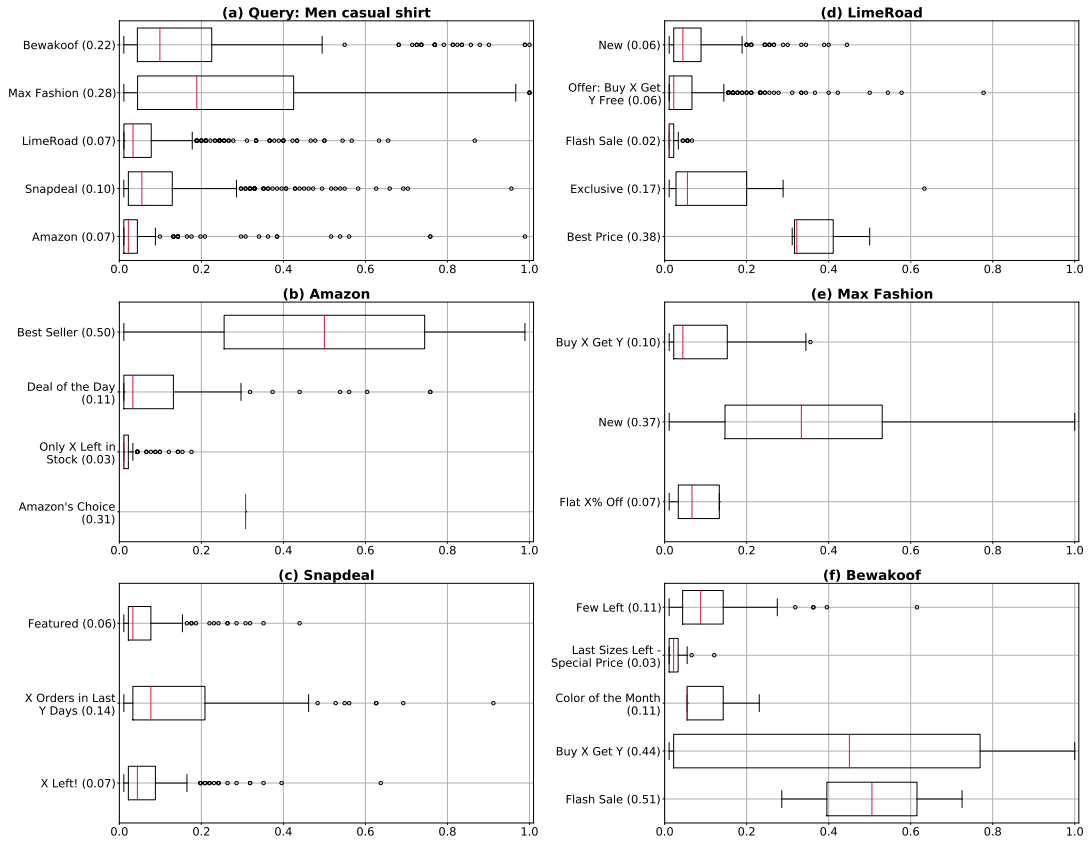 (a) Query: Men casual shirt
Bewakoof (0.22)
Max Fashion (0.28)
LimeRoad (0.07)
Snapdeal (0.10)
Amazon (0.07)
0.0 0.2 0.4 0.6 0.8 1.0
(b) Amazon
Best Seller (0.50)
Deal of the Day
(0.11)
Only X Left in
Stock (0.03)
Amazon's Choice
(0.31)
0.0 0.2 0.4 0.6 0.8 1.0
(c) Snapdeal
Featured (0.06)
X Orders in Last
Y Days (0.14)
X Left! (0.07)
0.0 0.2 0.4 0.6 0.8 1.0
(d) LimeRoad
New (0.06)
Offer: Buy X Get
Y Free (0.06)
Flash Sale (0.02)
Exclusive (0.17)
Best Price (0.38)
0.0 0.2 0.4 0.6 0.8 1.0
(e) Max Fashion
Buy X Get Y (0.10)
New (0.37)
Flat X% Off (0.07)
0.0 0.2 0.4 0.6 0.8 1.0
(f) Bewakoof
Few Left (0.11)
Last Sizes Left -
Special Price (0.03)
Color of the Month
(0.11)
Buy X Get Y (0.44)
Flash Sale (0.51)
0.0 0.2 0.4 0.6 0.8 1.0